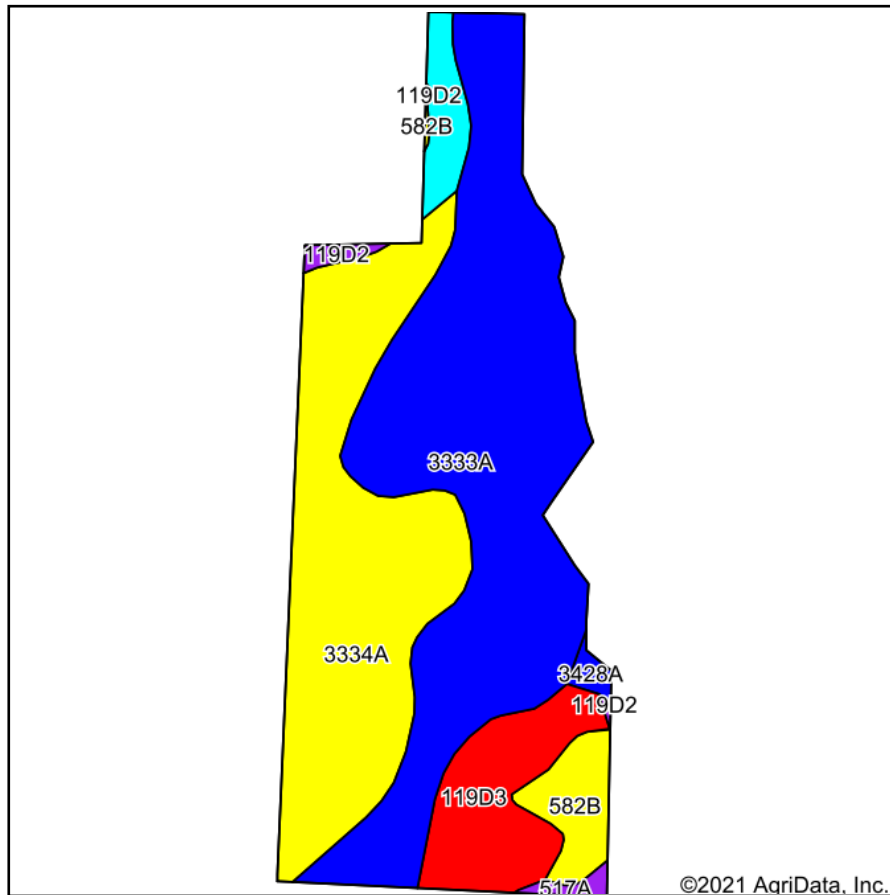 119D2
582B
119D2
3333A
3334A
3428A
119D2
119D3
582B
517A
©2021 AgriData, Inc.